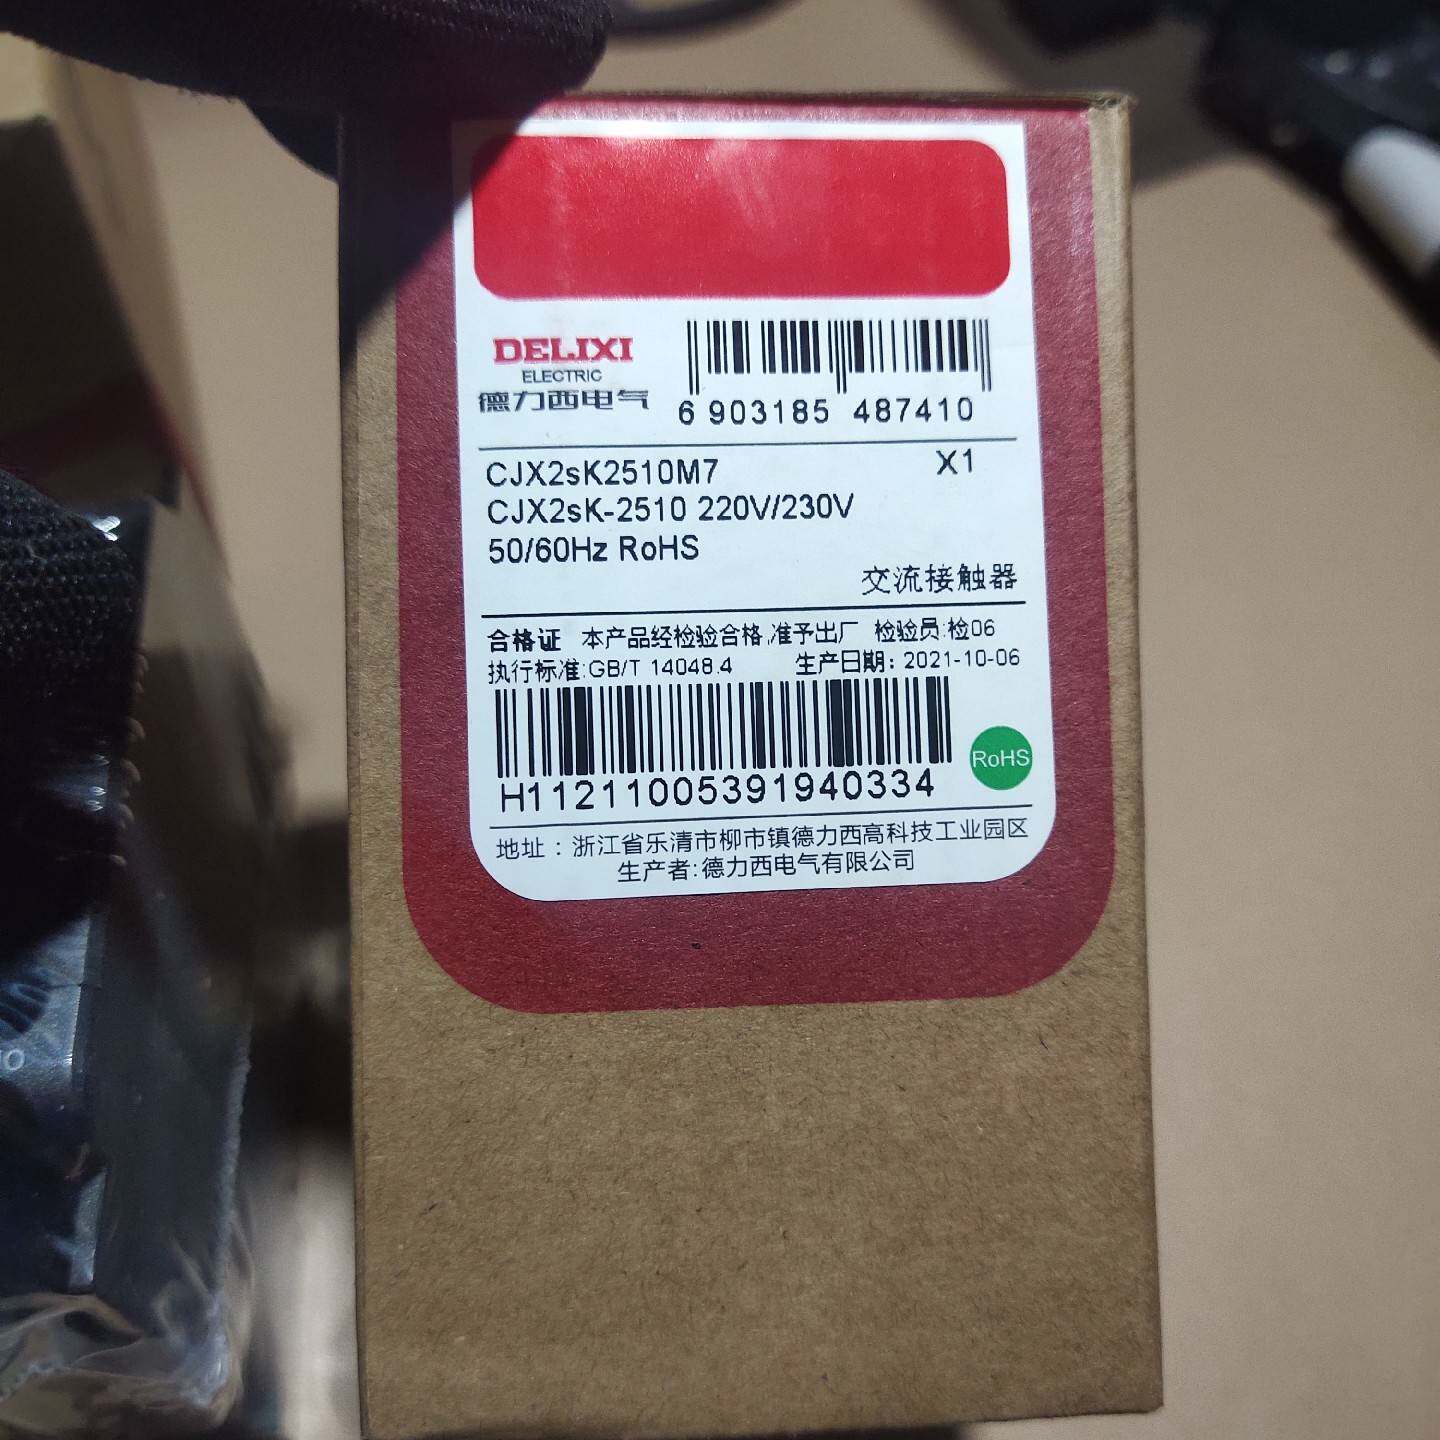 DELIXI
ELECTRIC
德力西电气
6 903185 487410
CJX2sK2510M7 X1
CJX2sK-2510 220V/230V
50/60Hz RoHS
交流接触器
合格证 本产品经检验合格,准予出厂 检验员:检06
执行标准:GB/T 14048.4 生产日期: 2021-10-06
H112110053919403​34
RoHS
地址：浙江省乐清市柳市镇德力西高科技工业园区
生产者:德力西电气有限公司